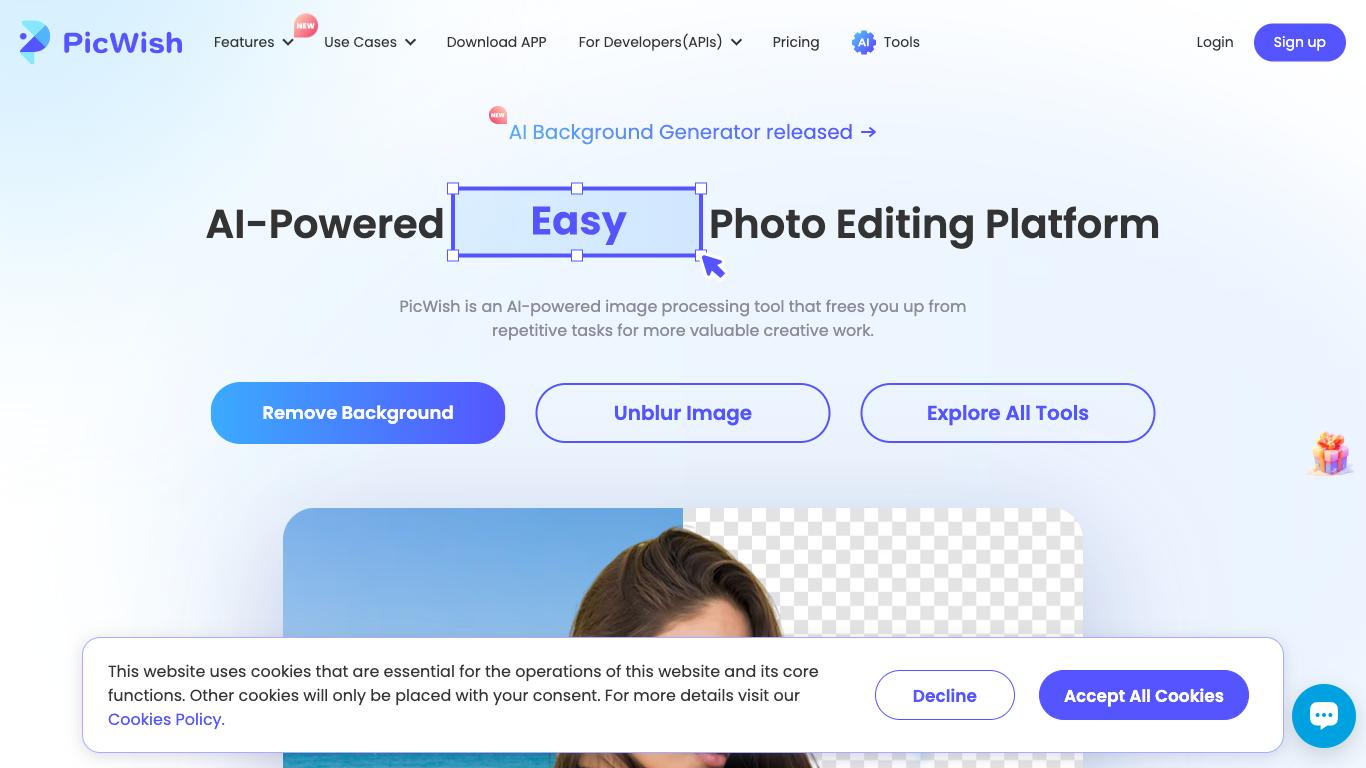 PicWish
Features
NEW
Use Cases
Download APP
For Developers(APIs)
Pricing
AI
Tools
Login
Sign up
NEW
AI Background Generator released →
AI-Powered Easy Photo Editing Platform
PicWish is an AI-powered image processing tool that frees you up from
repetitive tasks for more valuable creative work.
Remove Background
Unblur Image
Explore All Tools
This website uses cookies that are essential for the operations of this website and its core
functions. Other cookies will only be placed with your consent. For more details visit our
Cookies Policy.
Decline
Accept All Cookies